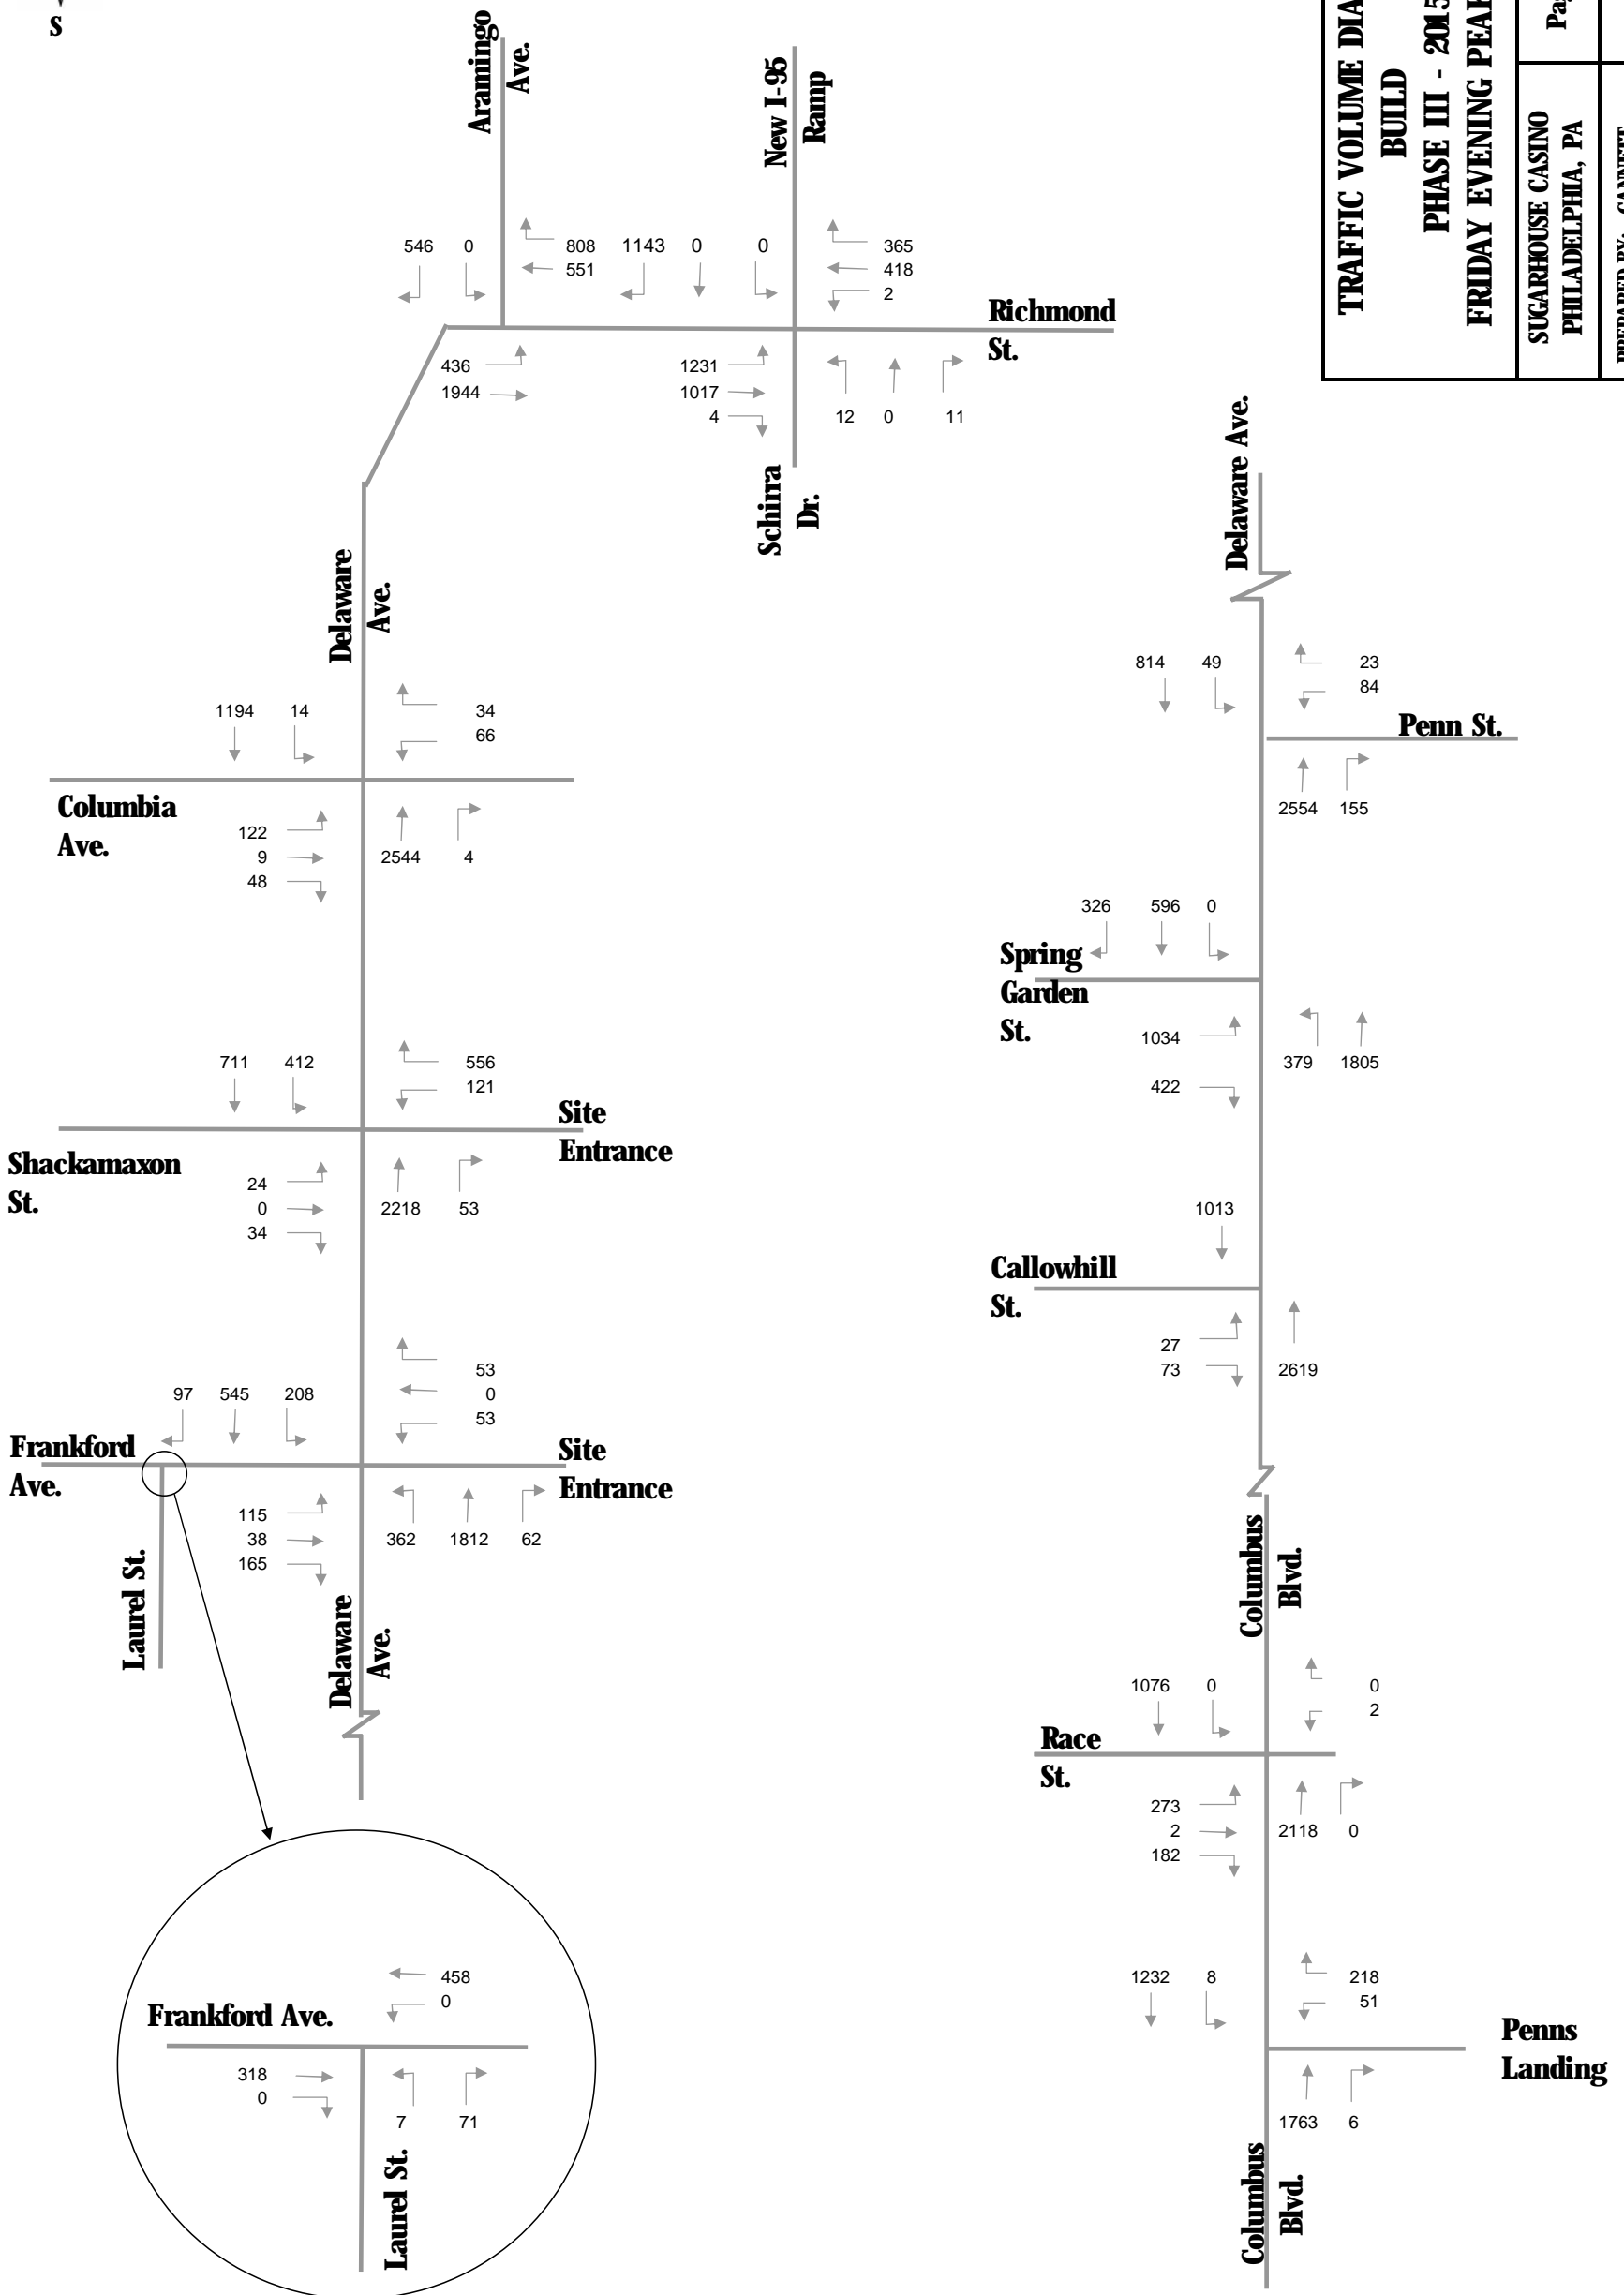 S
Aramingo
Ave.
New I-95
Ramp
546 0
808
551
1143 0 0
365
418
2
Richmond
St.
436
1944
1231
1017
4
12 0 11
Schirra
Dr.
Delaware
Ave.
1194 14
34
66
Columbia
Ave.
122
9
48
2544 4
711 412
556
121
Site
Entrance
Shackamaxon
St.
24
0
34
2218 53
97 545 208
53
0
53
Frankford
Ave.
Site
Entrance
115
38
165
362 1812 62
Laurel St.
Delaware
Ave.
458
0
Frankford Ave.
318
0
7 71
Laurel St.
TRAFFIC VOLUME
BUILD
PHASE III - 2015
FRIDAY EVENING
SUGARHOUSE CASINO
PHILADELPHIA, PA
Delaware Ave.
814 49
23
84
Penn St.
2554 155
326 596 0
Spring
Garden
St.
1034
422
379 1805
1013
Callowhill
St.
27
73
2619
Columbus
Blvd.
1076 0
0
2
Race
St.
273
2
182
2118 0
1232 8
218
51
Penns
Landing
1763 6
Columbus
Blvd.